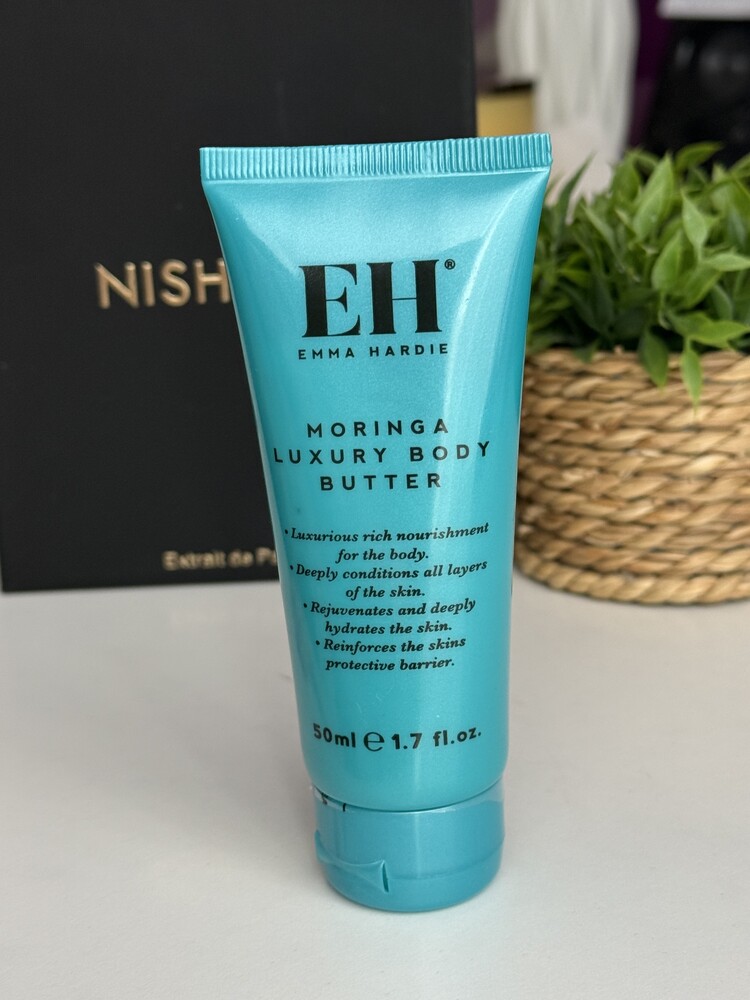 NISH
Extrait de
EH®
EMMA HARDIE
MORINGA
LUXURY BODY
BUTTER
• Luxurious rich nourishment
for the body.
• Deeply conditions all layers
of the skin.
• Rejuvenates and deeply
hydrates the skin.
• Reinforces the skins
protective barrier.
50ml e 1.7 fl.oz.